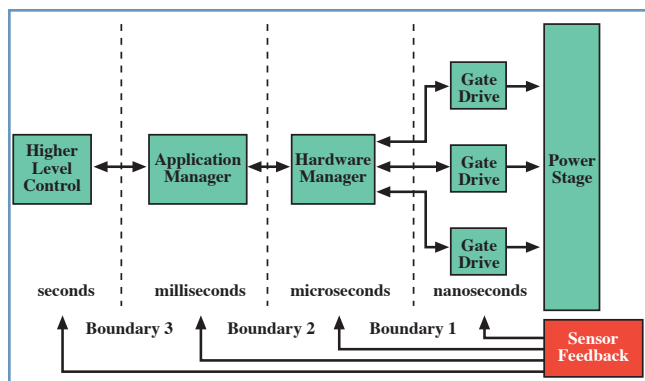 Gate
Drive
Higher
Level
Control
Application
Manager
Hardware
Manager
Gate
Drive
Power
Stage
Gate
Drive
seconds
milliseconds
microseconds
nanoseconds
Boundary 3
Boundary 2
Boundary 1
Sensor
Feedback